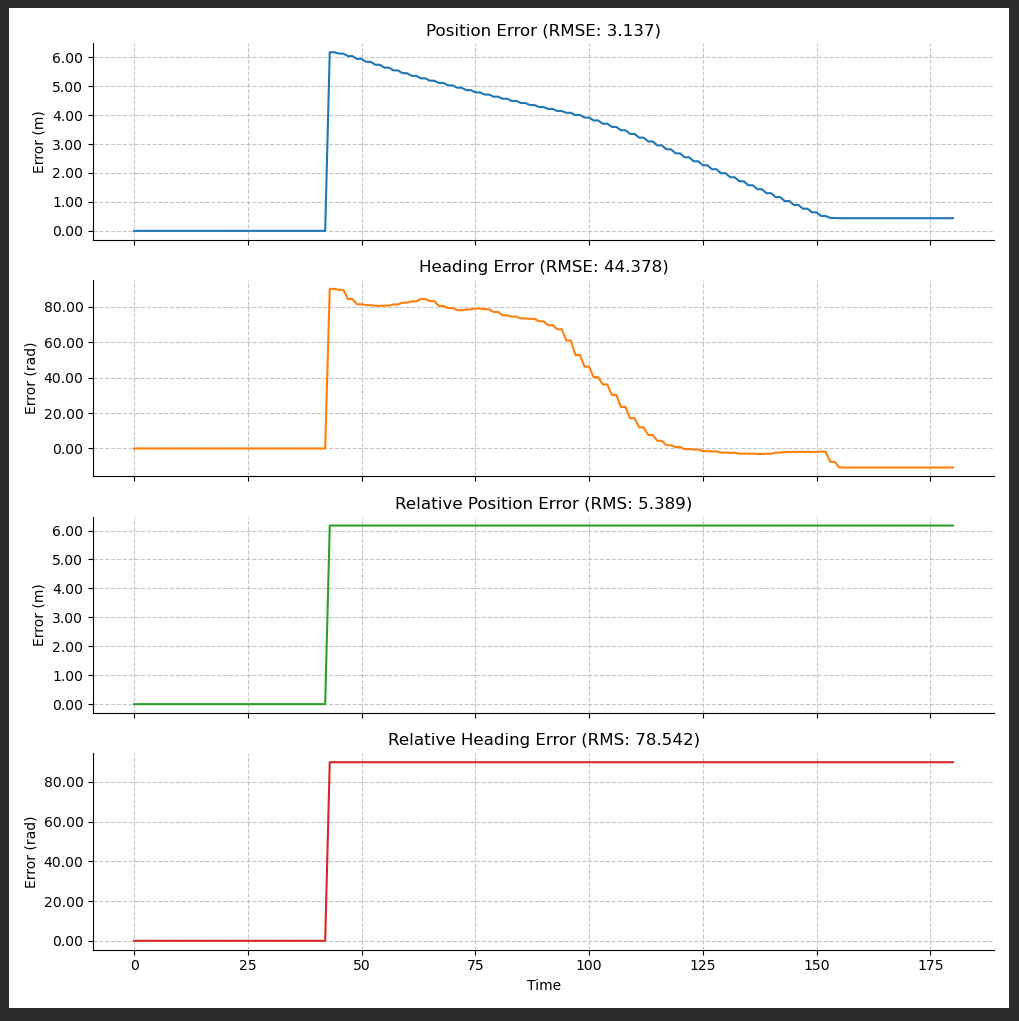 Position Error (RMSE: 3.137)
6.00
5.00
4.00
3.00
2.00
1.00
0.00
Error (m)
Heading Error (RMSE: 44.378)
80.00
60.00
40.00
20.00
0.00
Error (rad)
Relative Position Error (RMS: 5.389)
6.00
5.00
4.00
3.00
2.00
1.00
0.00
Error (m)
Relative Heading Error (RMS: 78.542)
80.00
60.00
40.00
20.00
0.00
Error (rad)
0 25 50 75 100 125 150 175
Time